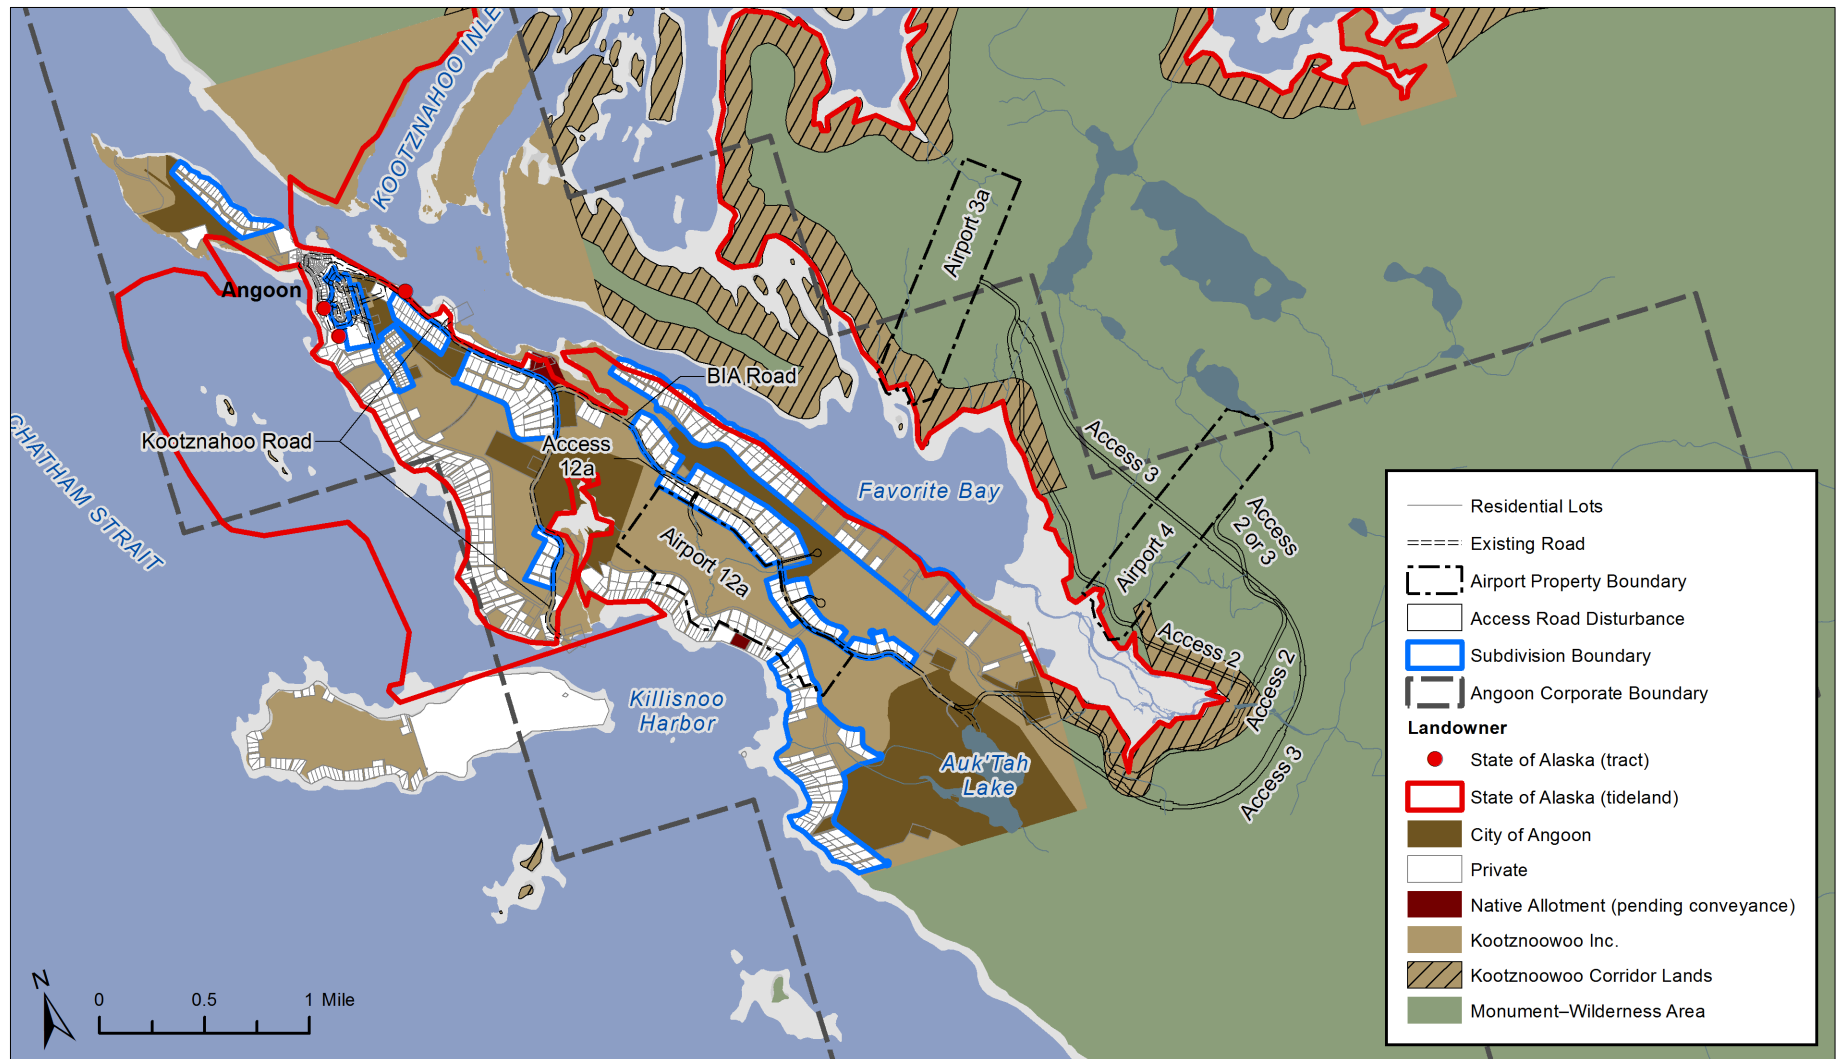 KOOTZNAHOO INLE
Airport 3a
Angoon
BIA Road
Kootznahoo Road
Access
12a
Access 3
CHATHAM STRAIT
Favorite Bay
Access
2 or 3
Airport 4
Airport 12a
Access 2
Access 2
Killisnoo
Harbor
Auk'Tah
Lake
Access 3
N
0 0.5 1 Mile
Residential Lots
Existing Road
Airport Property Boundary
Access Road Disturbance
Subdivision Boundary
Angoon Corporate Boundary
Landowner
State of Alaska (tract)
State of Alaska (tideland)
City of Angoon
Private
Native Allotment (pending conveyance)
Kootznoowoo Inc.
Kootznoowoo Corridor Lands
Monument–Wilderness Area